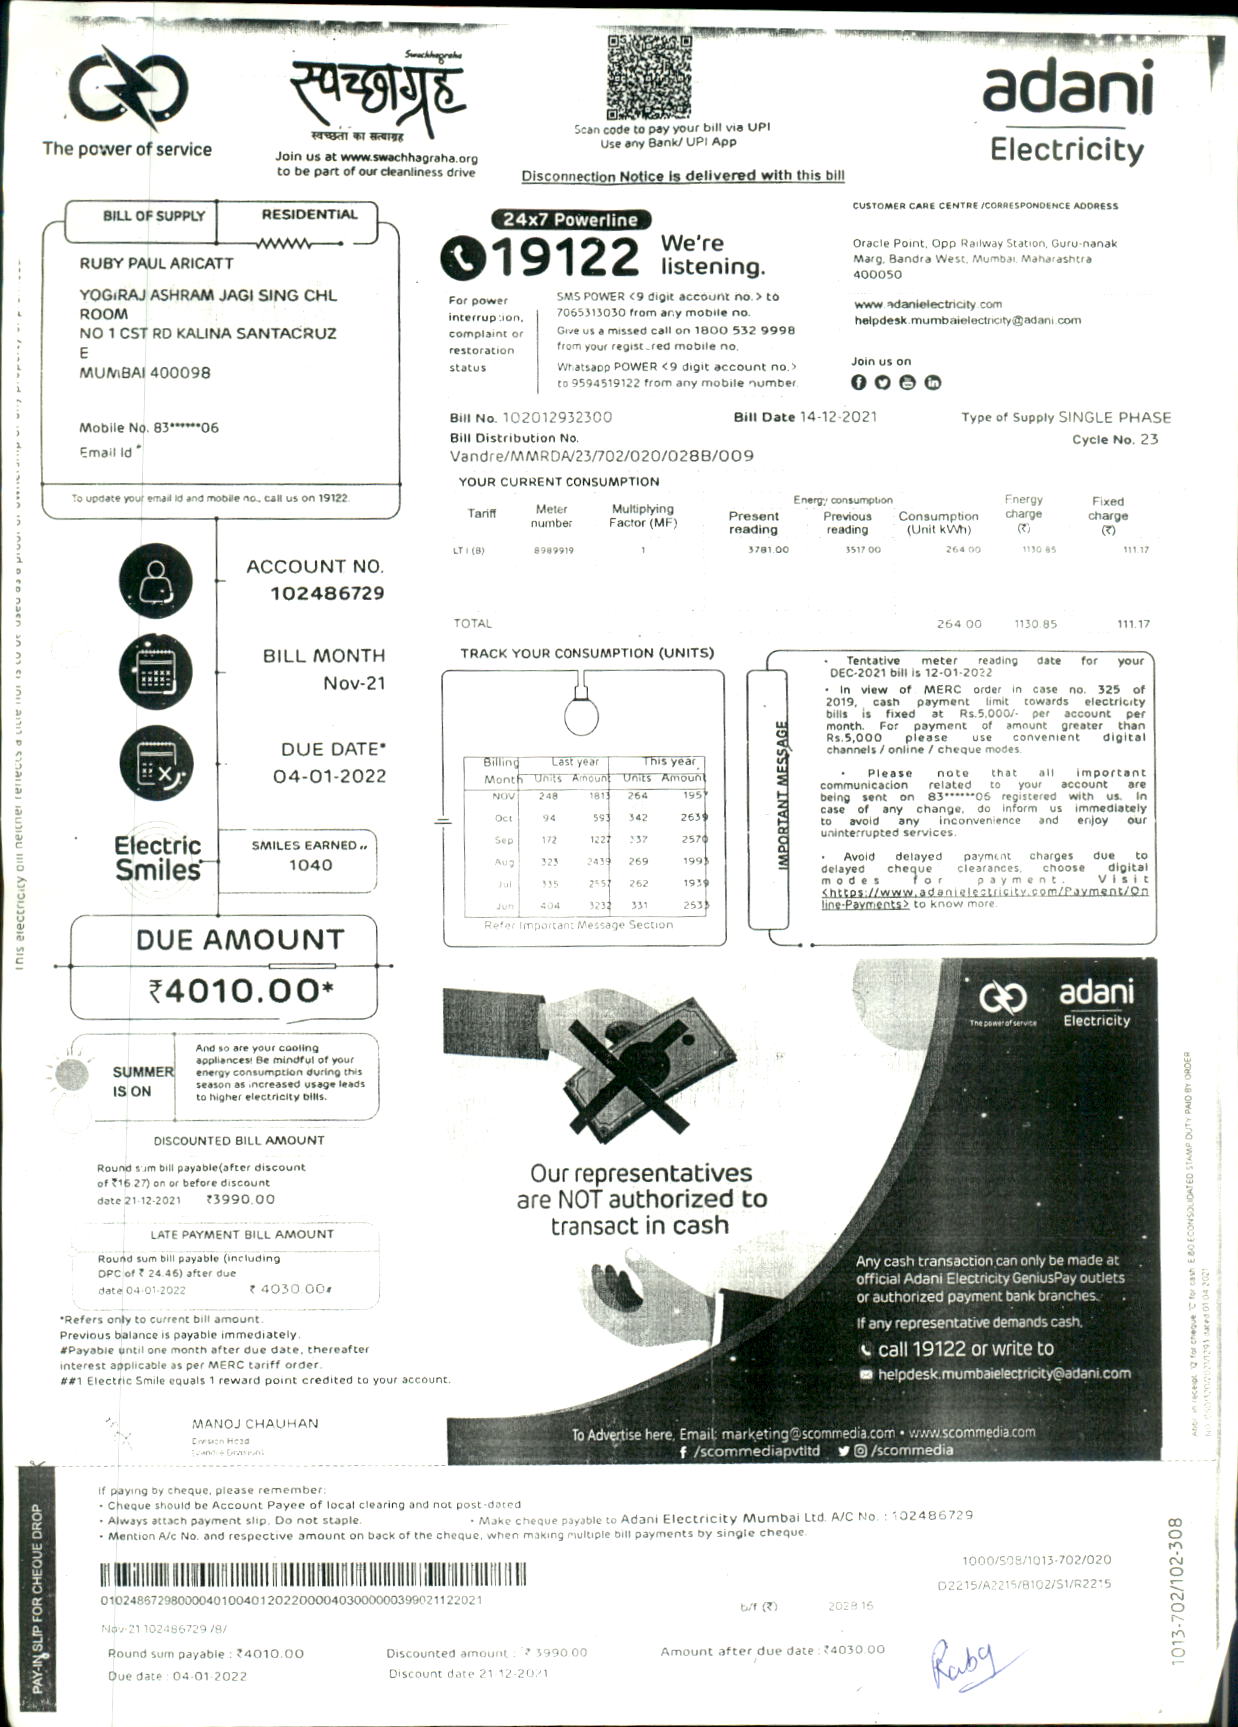 The power of service
Swachhagraha
स्वच्छाग्रह
स्वच्छता का सत्याग्रह
Join us at www.swachhagraha.org
to be part of our cleanliness drive
Scan code to pay your bill via UPI
Use any Bank/ UPI App
Disconnection Notice is delivered with this bill
adani
Electricity
BILL OF SUPPLY RESIDENTIAL
RUBY PAUL ARICATT
YOGIRAJ ASHRAM JAGI SING CHL
ROOM
NO 1 CST RD KALINA SANTACRUZ
E
MUMBAI 400098
Mobile No. 83******06
Email Id *
To update your email id and mobile no., call us on 19122.
24x7 Powerline
19122 We're
listening.
For power
interruption,
complaint or
restoration
status
SMS POWER <9 digit account no.> to
7065313030 from any mobile no.
Give us a missed call on 1800 532 9998
from your registered mobile no.
Whatsapp POWER <9 digit account no.>
to 9594519122 from any mobile number
CUSTOMER CARE CENTRE /CORRESPONDENCE ADDRESS
Oracle Point, Opp Railway Station, Guru-nanak
Marg, Bandra West, Mumbai, Maharashtra
400050
www.adanielectricity.com
helpdesk.mumbaielectricity@adani.com
Join us on
Bill No. 102012932300 Bill Date 14-12-2021 Type of Supply SINGLE PHASE
Bill Distribution No. Cycle No. 23
Vandre/MMRDA/23/702/020/028B/009
YOUR CURRENT CONSUMPTION
Tariff Meter number Multiplying Factor (MF) Energy consumption Present reading Previous reading Consumption (Unit kWh) Energy charge (₹) Fixed charge (₹)
LT I (B) 8989919 1 3781.00 3517.00 264.00 1130.85 111.17
TOTAL 264.00 1130.85 111.17
ACCOUNT NO.
102486729
BILL MONTH
Nov-21
DUE DATE*
04-01-2022
Electric
Smiles
SMILES EARNED
1040
DUE AMOUNT
₹4010.00*
TRACK YOUR CONSUMPTION (UNITS)
Billing Last year This year
Month Units Amount Units Amount
NOV 248 1813 264 1957
Oct 94 593 342 2639
Sep 172 1227 337 2570
Aug 323 2439 269 1993
Jul 335 2557 262 1939
Jun 404 3232 331 2533
Refer Important Message Section
IMPORTANT MESSAGE
• Tentative meter reading date for your
DEC-2021 bill is 12-01-2022
• In view of MERC order in case no. 325 of
2019, cash payment limit towards electricity
bills is fixed at Rs.5,000/- per account per
month. For payment of amount greater than
Rs.5,000 please use convenient digital
channels / online / cheque modes.
• Please note that all important
communication related to your account are
being sent on 83******06 registered with us. In
case of any change, do inform us immediately
to avoid any inconvenience and enjoy our
uninterrupted services.
• Avoid delayed payment charges due to
delayed cheque clearances, choose digital
modes for payment. Visit
<https://www.adanielectricity.com/Payment/On
line-Payments> to know more.
SUMMER
IS ON
And so are your cooling
appliances! Be mindful of your
energy consumption during this
season as increased usage leads
to higher electricity bills.
DISCOUNTED BILL AMOUNT
Round sum bill payable(after discount
of ₹16.27) on or before discount
date 21-12-2021 ₹3990.00
LATE PAYMENT BILL AMOUNT
Round sum bill payable (including
DPC of ₹ 24.46) after due
date 04-01-2022 ₹ 4030.00#
*Refers only to current bill amount.
Previous balance is payable immediately.
#Payable until one month after due date, thereafter
interest applicable as per MERC tariff order.
##1 Electric Smile equals 1 reward point credited to your account.
MANOJ CHAUHAN
Division Head
adani
The power of service Electricity
Our representatives
are NOT authorized to
transact in cash
Any cash transaction can only be made at
official Adani Electricity GeniusPay outlets
or authorized payment bank branches.
If any representative demands cash,
call 19122 or write to
helpdesk.mumbaielectricity@adani.com
To Advertise here, Email: marketing@scommedia.com • www.scommedia.com
/scommediapvtltd /scommedia
PAY-IN SLIP FOR CHEQUE DROP
If paying by cheque, please remember:
• Cheque should be Account Payee of local clearing and not post-dated
• Always attach payment slip. Do not staple. • Make cheque payable to Adani Electricity Mumbai Ltd. A/C No. : 102486729
• Mention A/c No. and respective amount on back of the cheque, when making multiple bill payments by single cheque.
1000/508/1013-702/020
D2215/A2215/B102/S1/R2215
b/f (₹) 2028.16
Nov-21 102486729 /8/
Round sum payable : ₹4010.00 Discounted amount : ₹ 3990.00 Amount after due date : ₹4030.00
Due date : 04-01-2022 Discount date 21-12-2021
Ruby
1013-702/102-308